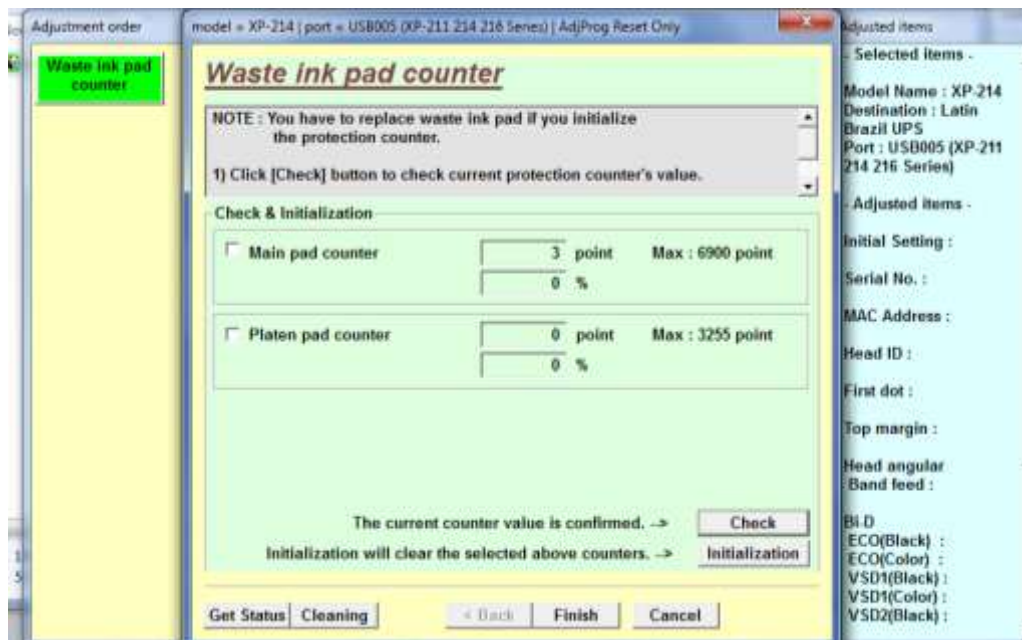 Adjustment order
Waste ink pad
counter
model = XP-214 | port = USB005 (XP-211 214 216 Series) | AdjProg Reset Only
Waste ink pad counter
NOTE : You have to replace waste ink pad if you initialize
the protection counter.
1) Click [Check] button to check current protection counter's value.
Check & Initialization
Main pad counter 3 point Max : 6900 point
0 %
Platen pad counter 0 point Max : 3255 point
0 %
The current counter value is confirmed. --> Check
Initialization will clear the selected above counters. --> Initialization
Get Status Cleaning < Back Finish Cancel
Adjusted items
- Selected items -
Model Name : XP-214
Destination : Latin
Brazil UPS
Port : USB005 (XP-211
214 216 Series)
- Adjusted items -
Initial Setting :
Serial No. :
MAC Address :
Head ID :
First dot :
Top margin :
Head angular
Band feed :
BI-D
ECO(Black) :
ECO(Color) :
VSD1(Black) :
VSD1(Color) :
VSD2(Black) :